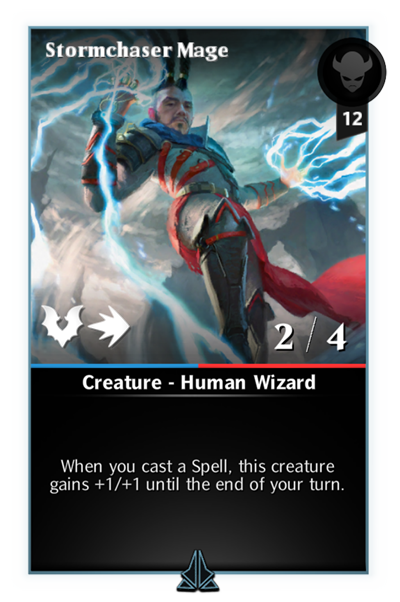 Stormchaser Mage
12
2 / 4
Creature - Human Wizard
When you cast a Spell, this creature
gains +1/+1 until the end of your turn.